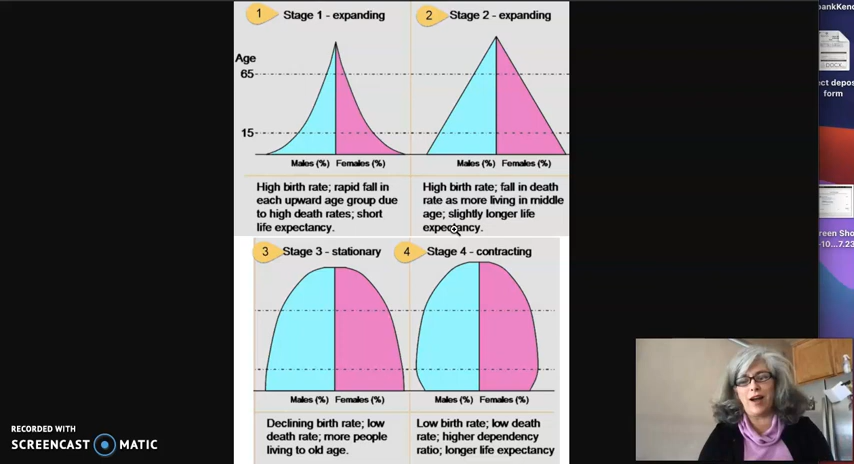 1 Stage 1 - expanding
2 Stage 2 - expanding
Age
65
15
Males (%) Females (%)
Males (%) Females (%)
High birth rate; rapid fall in
each upward age group due
to high death rates; short
life expectancy.
High birth rate; fall in death
rate as more living in middle
age; slightly longer life
expectancy.
3 Stage 3 - stationary
4 Stage 4 - contracting
Males (%) Females (%)
Males (%) Females (%)
Declining birth rate; low
death rate; more people
living to old age.
Low birth rate; low death
rate; higher dependency
ratio; longer life expectancy
DOCX
form
RECORDED WITH
SCREENCAST MATIC